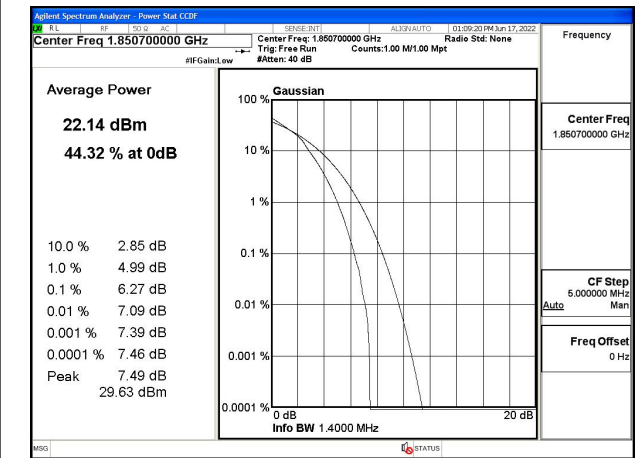 Agilent Spectrum Analyzer - Power Stat CCDF
RL RF 50 Ω AC SENSE:INT ALIGNAUTO 01:09:20 PM Jun 17, 2022
Center Freq 1.850700000 GHz
Center Freq: 1.850700000 GHz Radio Std: None
Trig: Free Run Counts:1.00 M/1.00 Mpt
#IFGain:Low #Atten: 40 dB
Frequency
Average Power
22.14 dBm
44.32 % at 0dB
10.0 % 2.85 dB
1.0 % 4.99 dB
0.1 % 6.27 dB
0.01 % 7.09 dB
0.001 % 7.39 dB
0.0001 % 7.46 dB
Peak 7.49 dB
29.63 dBm
Gaussian
100 %
10 %
1 %
0.1 %
0.01 %
0.001 %
0.0001 %
0 dB 20 dB
Info BW 1.4000 MHz
Center Freq
1.850700000 GHz
CF Step
5.000000 MHz
Auto Man
Freq Offset
0 Hz
MSG STATUS